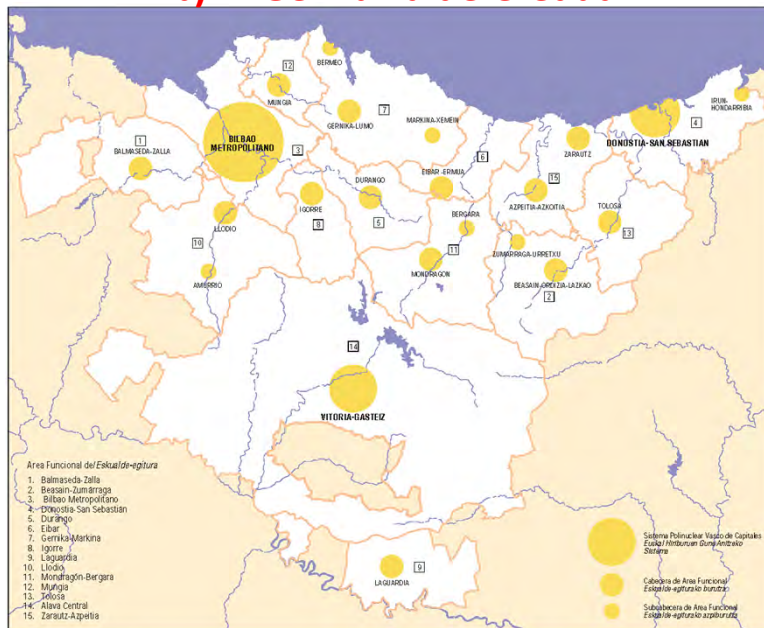 BERMEO
12
MUNGIA
7
GERNIKA-LUMO
MARKINA-XEMEIN
IRUN-
HONDARRIBIA
4
DONOSTIA-SAN SEBASTIAN
BILBAO
METROPOLITANO
1
BALMASEDA-ZALLA
3
6
ZARAUTZ
DURANGO
EIBAR-ERMUA
15
IGORRE
5
AZPEITIA-AZKOITIA
8
BERGARA
TOLOSA
LLODIO
13
10
11
ZUMARRAGA-URRETXU
MONDRAGON
AMURRIO
BEASAIN-ORDIZIA-LAZKAO
2
14
VITORIA-GASTEIZ
Area Funcional del Eskualde-egitura
1. Balmaseda-Zalla
2. Beasain-Zumárraga
3. Bilbao Metropolitano
4. Donostia-San Sebastián
5. Durango
6. Eibar
7. Gernika-Markina
8. Igorre
9. Laguardia
10. Llodio
11. Mondragón-Bergara
12. Mungia
13. Tolosa
14. Alava Central
15. Zarautz-Azpeitia
LAGUARDIA
9
Sistema Polinuclear Vasco de Capitales
Euskal Hiriburuen Gune Anitzeko
Sistema
Cabecera de Area Funcional
Eskualde-egiturako burutza
Subcabecera de Area Funcional
Eskualde-egiturako azpiburutza